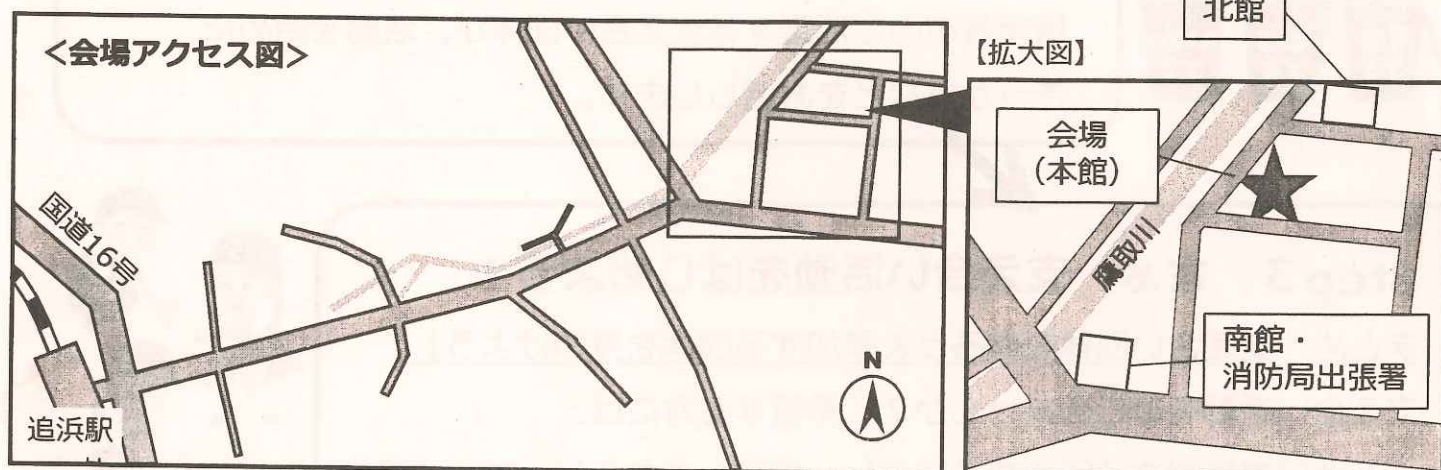 <会場アクセス図>
国道16号
追浜駅
N
北館
【拡大図】
会場
（本館）
鷹取川
南館・
消防局出張署